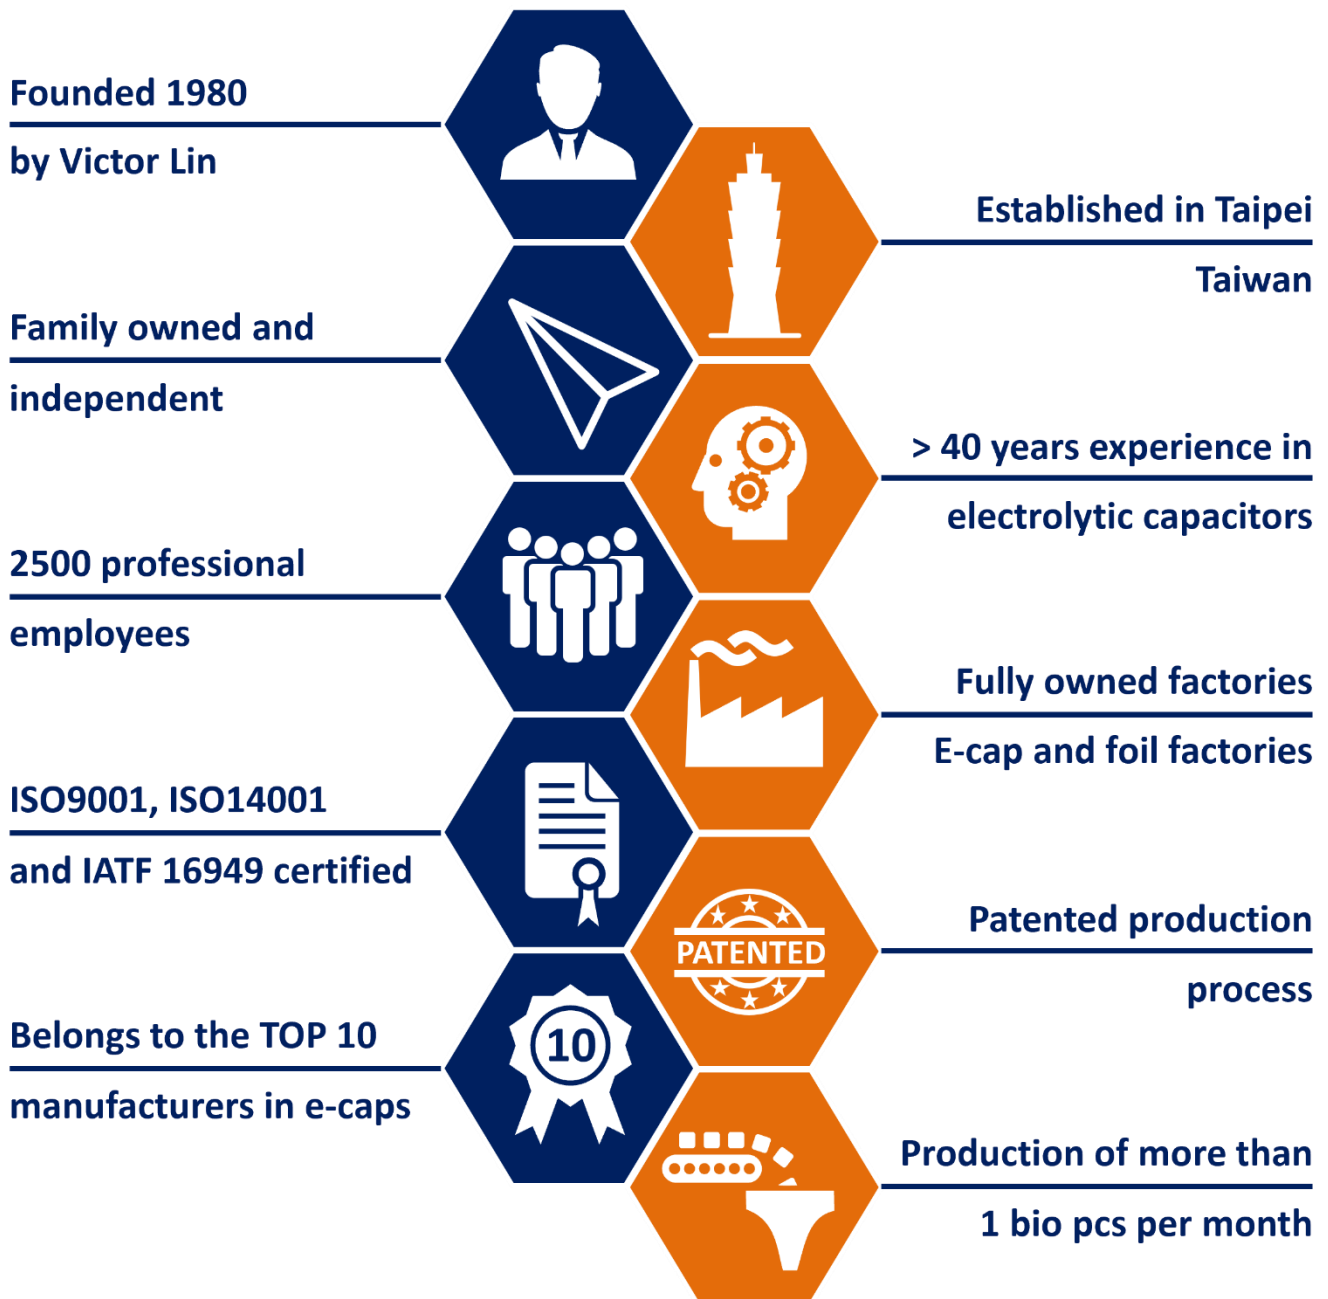 Founded 1980
by Victor Lin
Established in Taipei
Taiwan
Family owned and
independent
> 40 years experience in
electrolytic capacitors
2500 professional
employees
Fully owned factories
E-cap and foil factories
ISO9001, ISO14001
and IATF 16949 certified
PATENTED
Patented production
process
Belongs to the TOP 10
manufacturers in e-caps
10
Production of more than
1 bio pcs per month